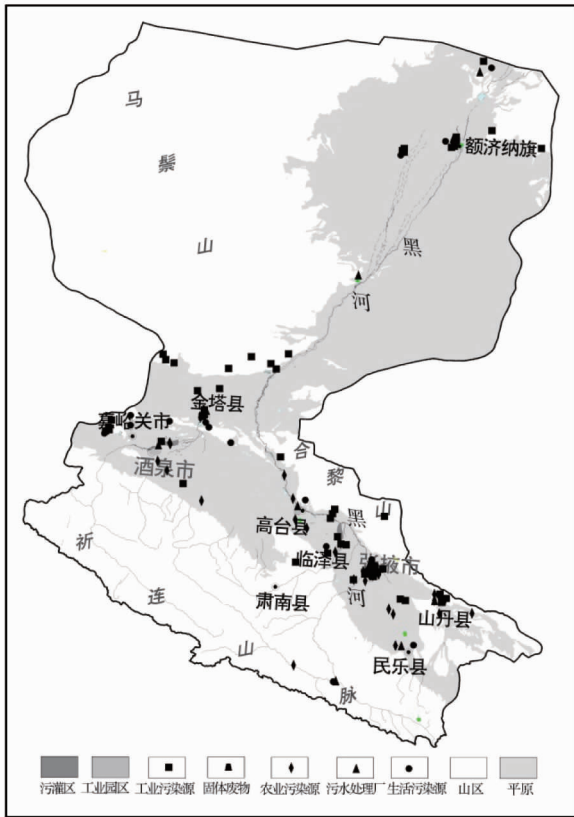 马
鬃
山
额济纳旗
黑
河
金塔县
嘉峪关市
酒泉市
合
黎
山
高台县
黑
临泽县
张掖市
河
祁
连
山
脉
肃南县
山丹县
民乐县
污灌区 工业园区 工业污染源 固体废物 农业污染源 污水处理厂 生活污染源 山区 平原